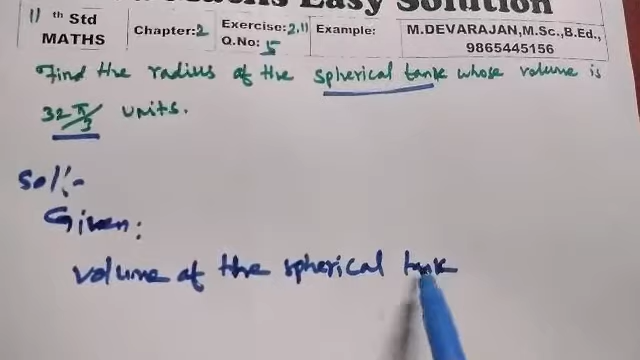 Maths Easy Solution
11 th Std
MATHS
Chapter:2
Exercise:2.11
Q.No: 5
Example:
M.DEVARAJAN,M.Sc.,B.Ed.,
9865445156
Find the radius of the spherical tank whose volume is
32π/3 units.
Sol:-
Given:
Volume of the spherical tank